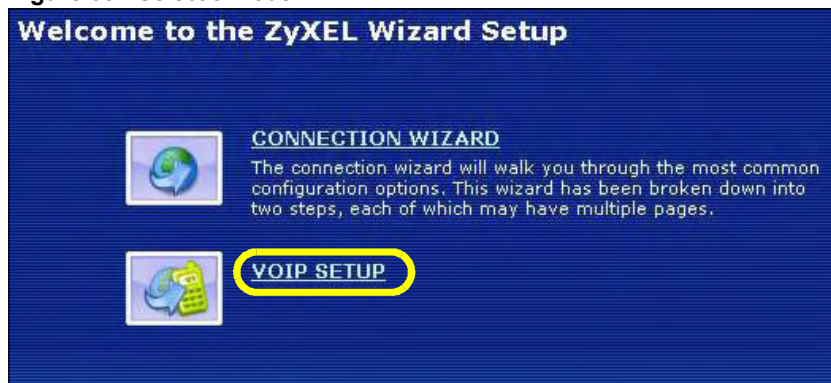 Welcome to the ZyXEL Wizard Setup
CONNECTION WIZARD
The connection wizard will walk you through the most common
configuration options. This wizard has been broken down into
two steps, each of which may have multiple pages.
VOIP SETUP